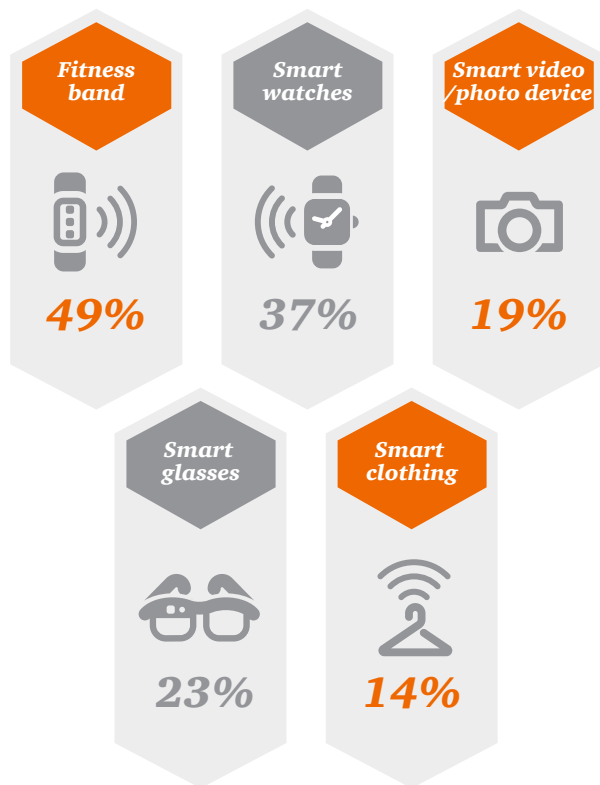 Fitness
band
49%
Smart
watches
37%
Smart video
/photo device
19%
Smart
glasses
23%
Smart
clothing
14%